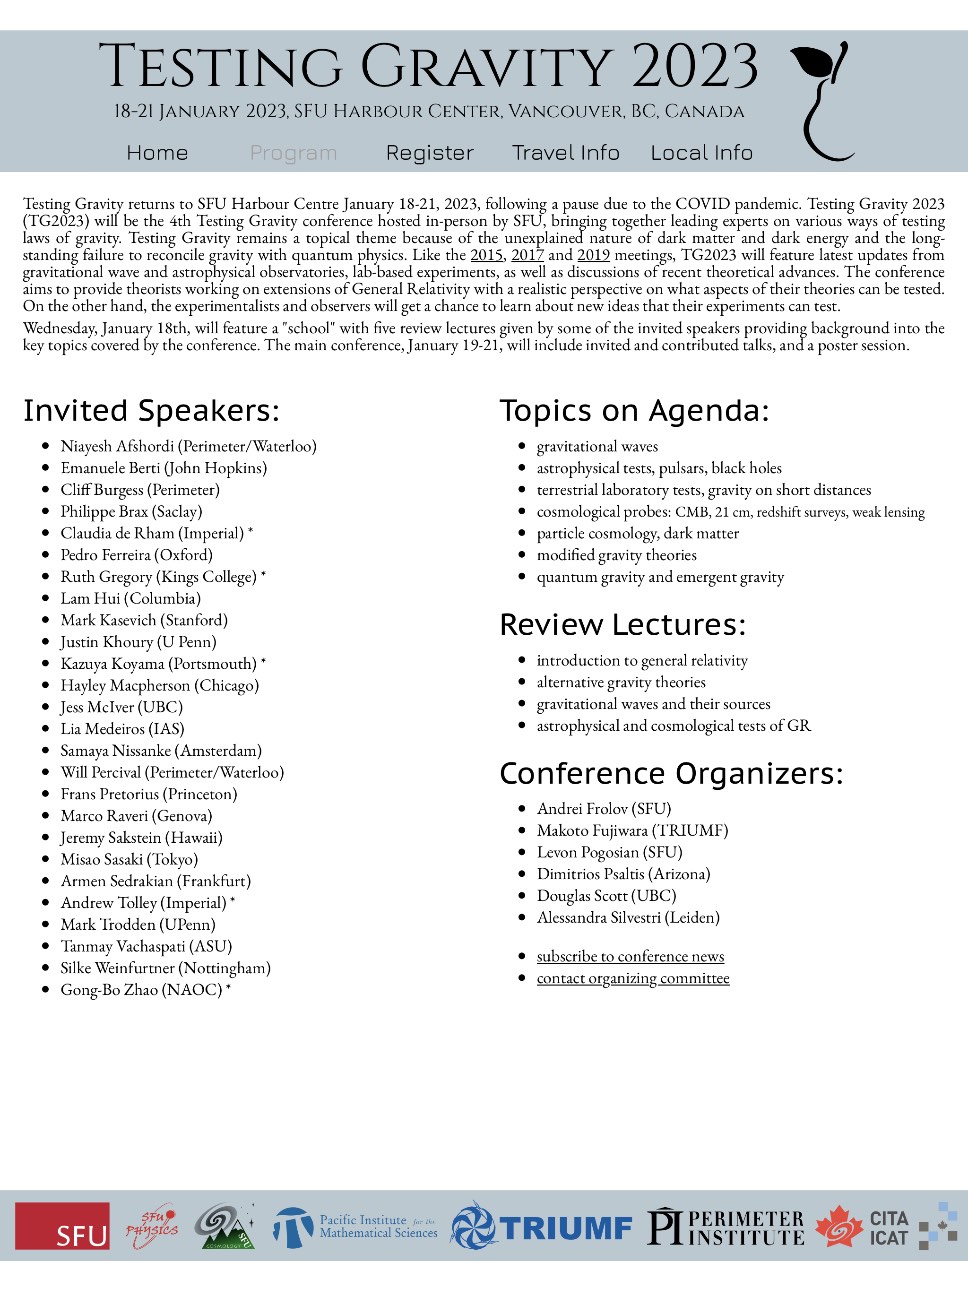 Testing Gravity 2023
18-21 January 2023, SFU Harbour Center, Vancouver, BC, Canada
Home Program Register Travel Info Local Info
Testing Gravity returns to SFU Harbour Centre January 18-21, 2023, following a pause due to the COVID pandemic. Testing Gravity 2023
(TG2023) will be the 4th Testing Gravity conference hosted in-person by SFU, bringing together leading experts on various ways of testing
laws of gravity. Testing Gravity remains a topical theme because of the unexplained nature of dark matter and dark energy and the long-
standing failure to reconcile gravity with quantum physics. Like the 2015, 2017 and 2019 meetings, TG2023 will feature latest updates from
gravitational wave and astrophysical observatories, lab-based experiments, as well as discussions of recent theoretical advances. The conference
aims to provide theorists working on extensions of General Relativity with a realistic perspective on what aspects of their theories can be tested.
On the other hand, the experimentalists and observers will get a chance to learn about new ideas that their experiments can test.
Wednesday, January 18th, will feature a "school" with five review lectures given by some of the invited speakers providing background into the
key topics covered by the conference. The main conference, January 19-21, will include invited and contributed talks, and a poster session.
Invited Speakers:
• Niayesh Afshordi (Perimeter/Waterloo)
• Emanuele Berti (John Hopkins)
• Cliff Burgess (Perimeter)
• Philippe Brax (Saclay)
• Claudia de Rham (Imperial) *
• Pedro Ferreira (Oxford)
• Ruth Gregory (Kings College) *
• Lam Hui (Columbia)
• Mark Kasevich (Stanford)
• Justin Khoury (U Penn)
• Kazuya Koyama (Portsmouth) *
• Hayley Macpherson (Chicago)
• Jess McIver (UBC)
• Lia Medeiros (IAS)
• Samaya Nissanke (Amsterdam)
• Will Percival (Perimeter/Waterloo)
• Frans Pretorius (Princeton)
• Marco Raveri (Genova)
• Jeremy Sakstein (Hawaii)
• Misao Sasaki (Tokyo)
• Armen Sedrakian (Frankfurt)
• Andrew Tolley (Imperial) *
• Mark Trodden (UPenn)
• Tanmay Vachaspati (ASU)
• Silke Weinfurtner (Nottingham)
• Gong-Bo Zhao (NAOC) *
Topics on Agenda:
• gravitational waves
• astrophysical tests, pulsars, black holes
• terrestrial laboratory tests, gravity on short distances
• cosmological probes: CMB, 21 cm, redshift surveys, weak lensing
• particle cosmology, dark matter
• modified gravity theories
• quantum gravity and emergent gravity
Review Lectures:
• introduction to general relativity
• alternative gravity theories
• gravitational waves and their sources
• astrophysical and cosmological tests of GR
Conference Organizers:
• Andrei Frolov (SFU)
• Makoto Fujiwara (TRIUMF)
• Levon Pogosian (SFU)
• Dimitrios Psaltis (Arizona)
• Douglas Scott (UBC)
• Alessandra Silvestri (Leiden)
• subscribe to conference news
• contact organizing committee
SFU
SFU
PHYSICS
COSMOLOGY
SFU
Pacific Institute for the
Mathematical Sciences
TRIUMF
PI PERIMETER
INSTITUTE
CITA
ICAT